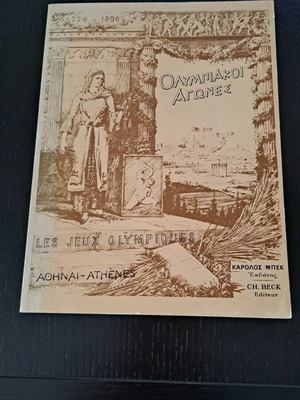 776 - 1896
ΟΛΥΜΠΙΑΚΟΙ
ΑΓΩΝΕΣ
LES JEUX OLYMPIQUES
ΑΘΗΝΑΙ-ATHÈNES
ΚΑΡΟΛΟΣ ΜΠΕΚ
Ἐκδότης
CH. BECK
Editeur